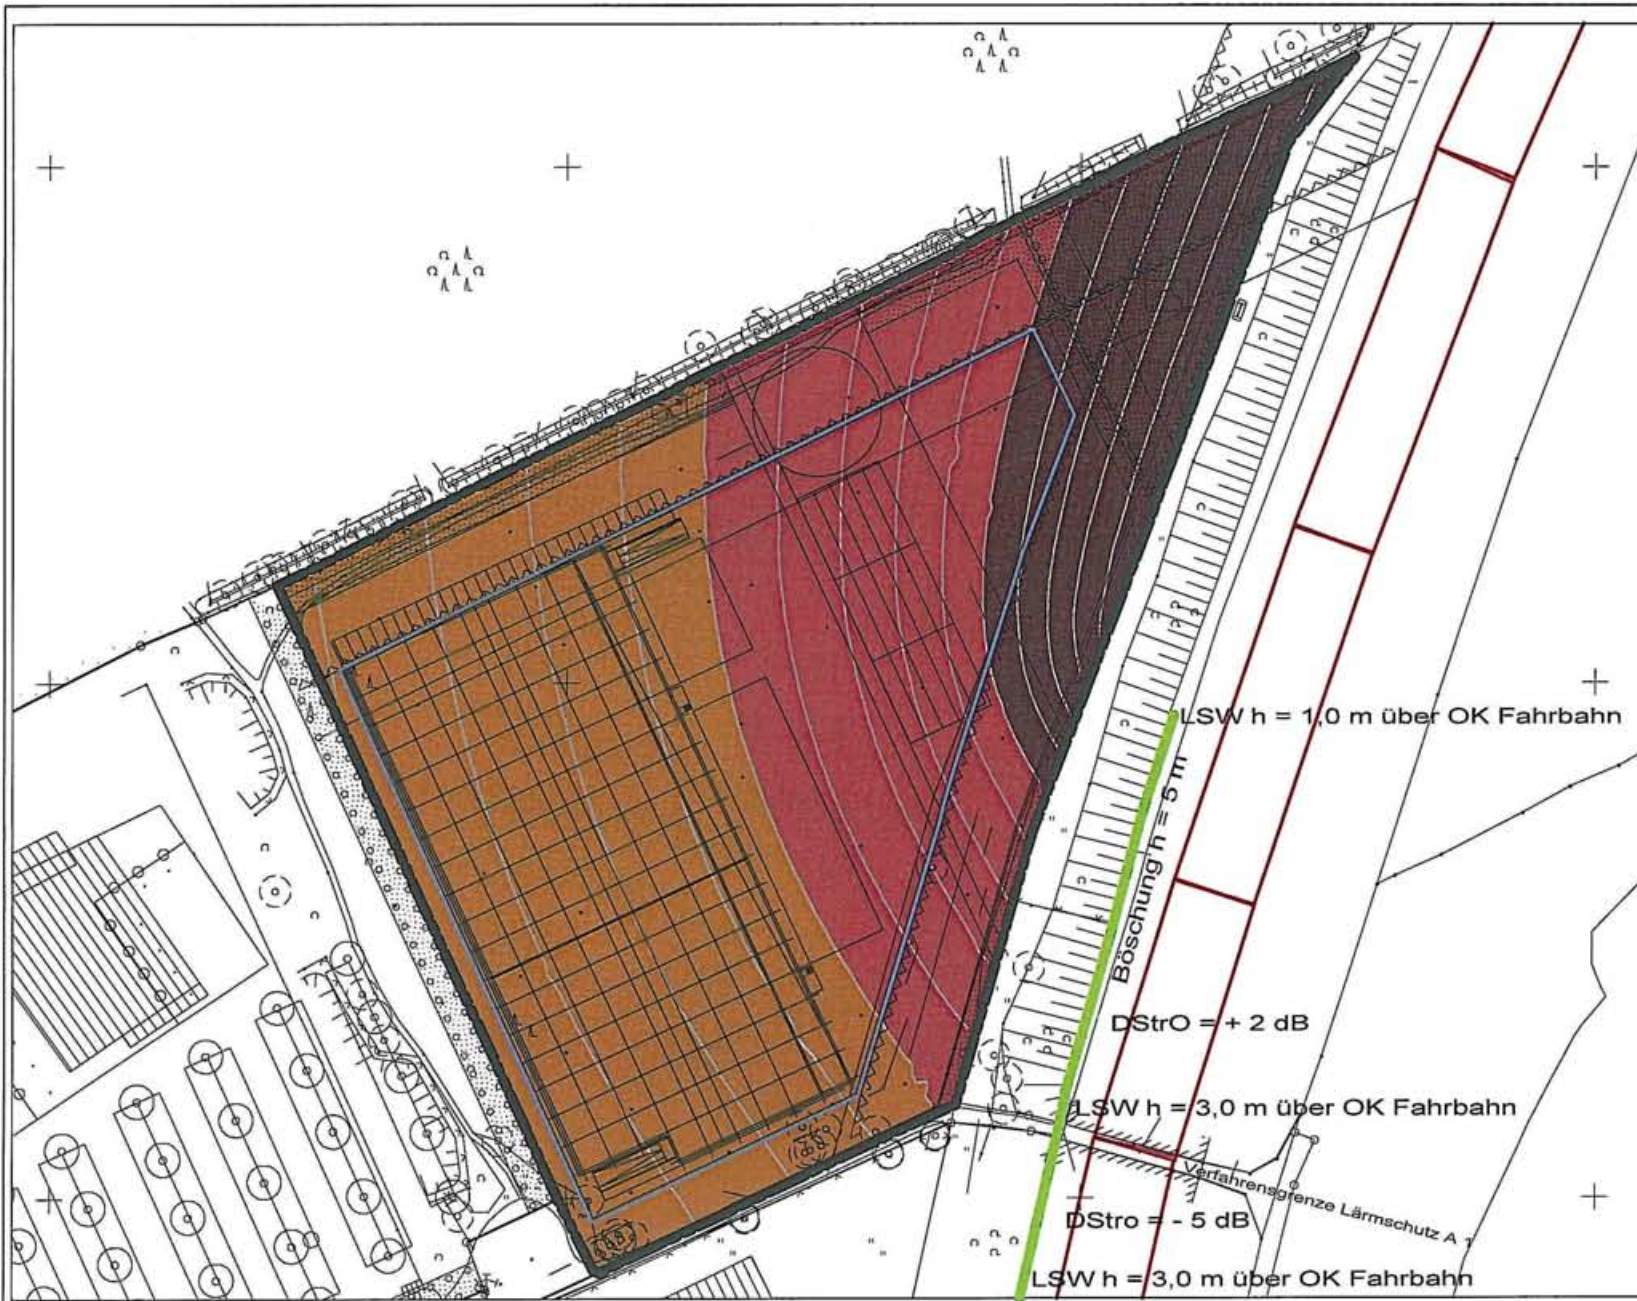 LSW h = 1,0 m über OK Fahrbahn
Böschung h = 5 m
DStrO = + 2 dB
LSW h = 3,0 m über OK Fahrbahn
Verfahrensgrenze Lärmschutz A 1
DStro = - 5 dB
LSW h = 3,0 m über OK Fahrbahn